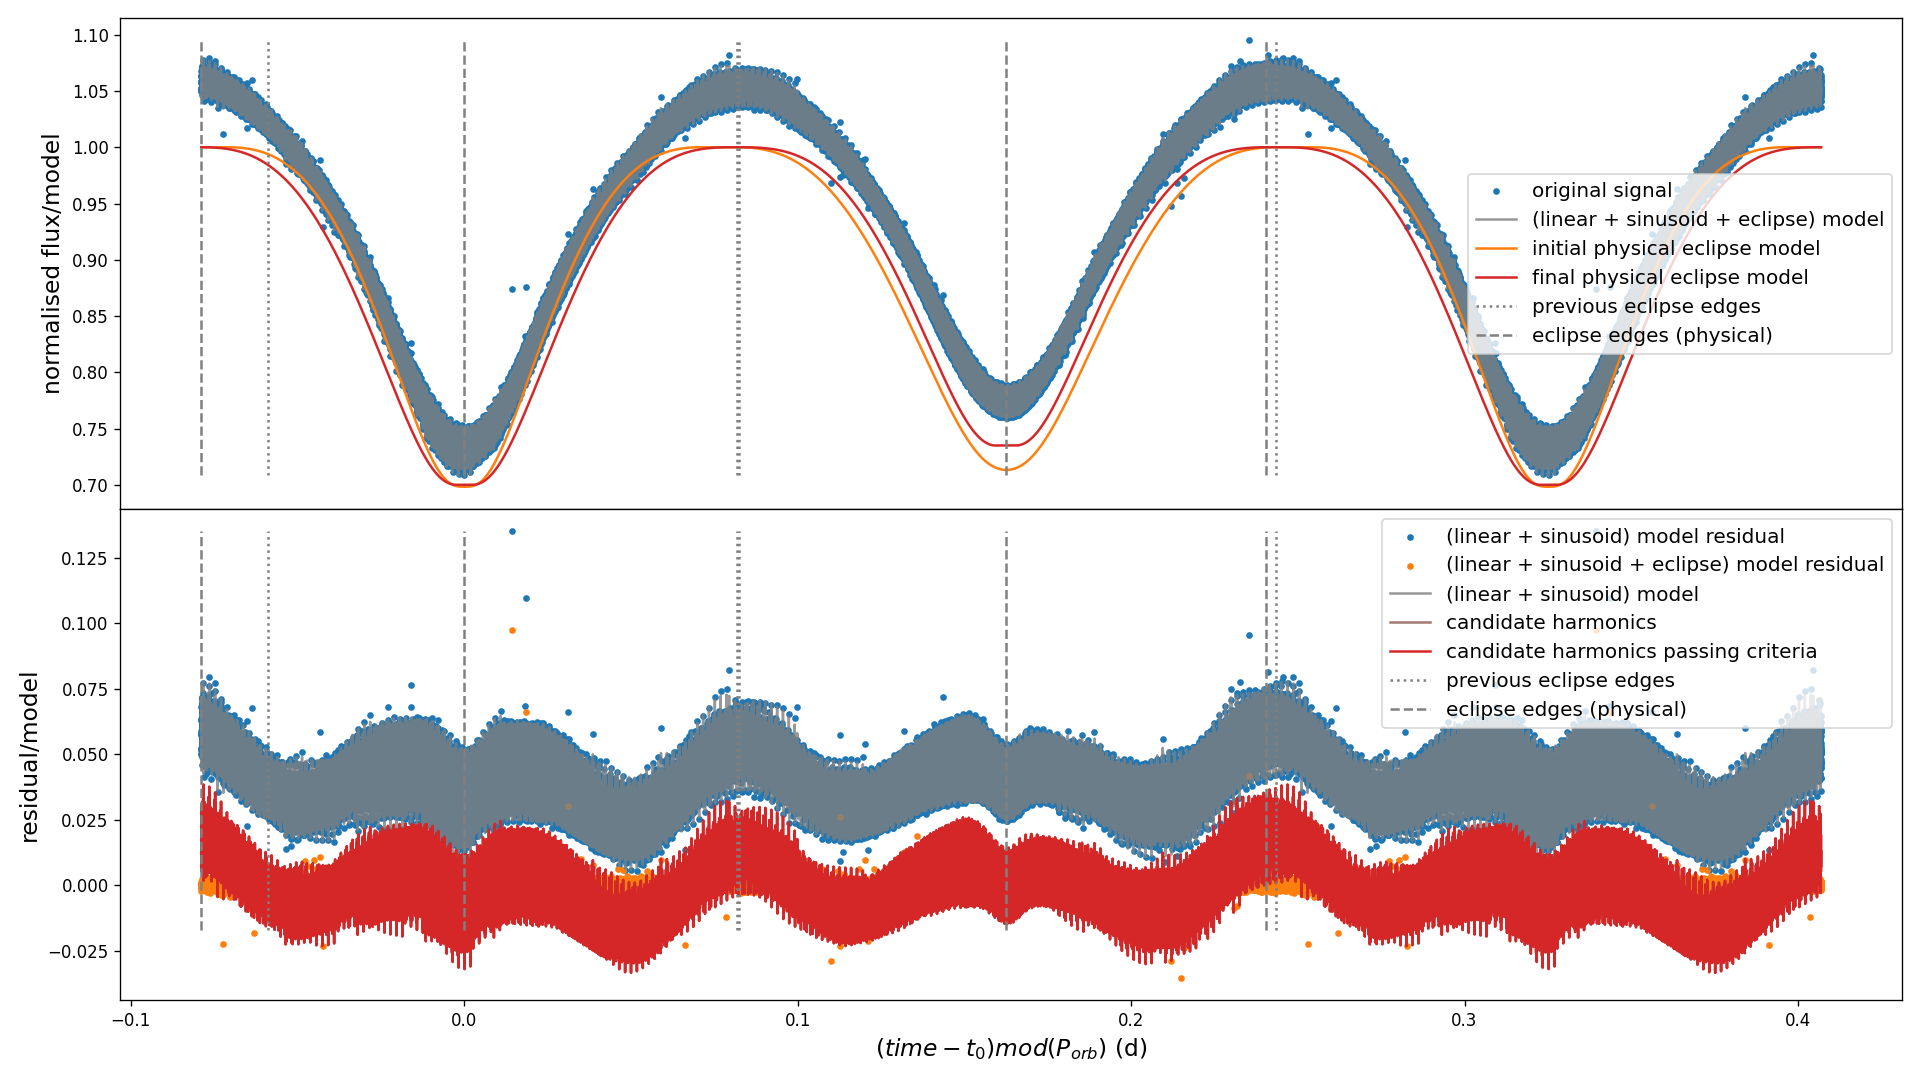 normalised flux/model
1.10
1.05
1.00
0.95
0.90
0.85
0.80
0.75
0.70
original signal
(linear + sinusoid + eclipse) model
initial physical eclipse model
final physical eclipse model
previous eclipse edges
eclipse edges (physical)
residual/model
0.125
0.100
0.075
0.050
0.025
0.000
−0.025
(linear + sinusoid) model residual
(linear + sinusoid + eclipse) model residual
(linear + sinusoid) model
candidate harmonics
candidate harmonics passing criteria
previous eclipse edges
eclipse edges (physical)
−0.1 0.0 0.1 0.2 0.3 0.4
(time − t₀)mod(P_orb) (d)